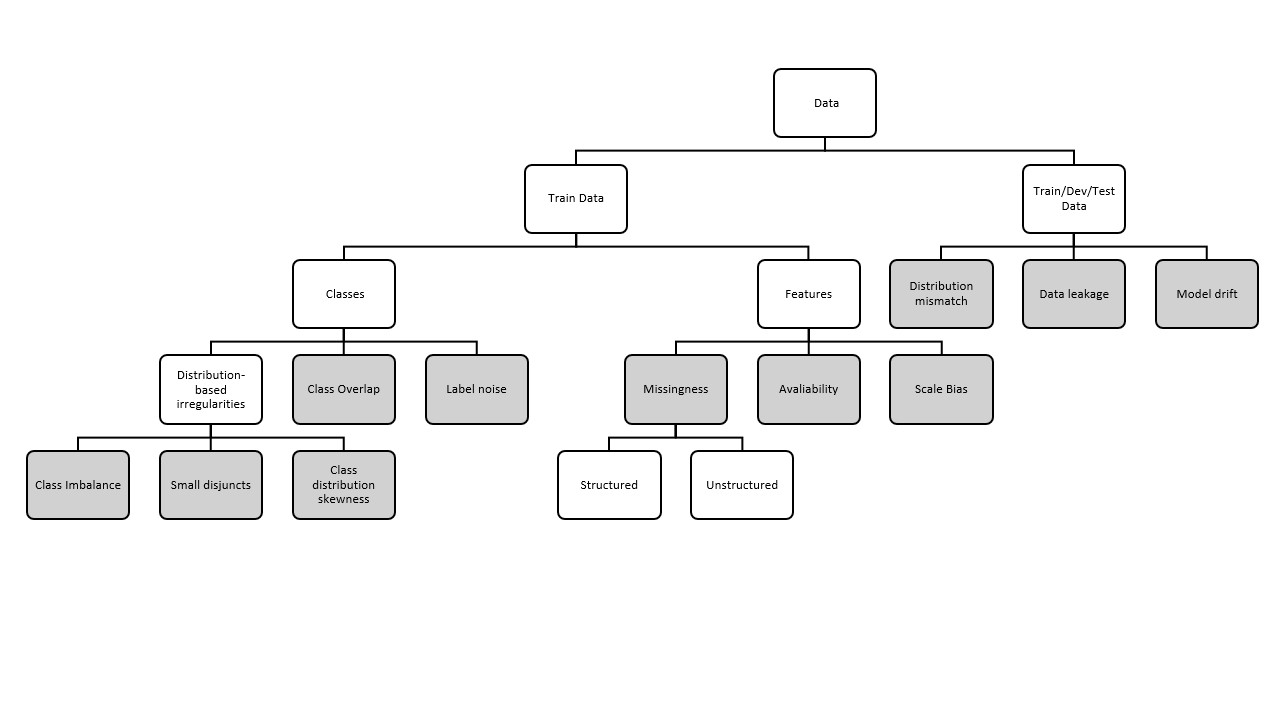 Data
Train Data
Train/Dev/Test
Data
Classes
Features
Distribution
mismatch
Data leakage
Model drift
Distribution-
based
irregularities
Class Overlap
Label noise
Missingness
Avaliability
Scale Bias
Class Imbalance
Small disjuncts
Class
distribution
skewness
Structured
Unstructured